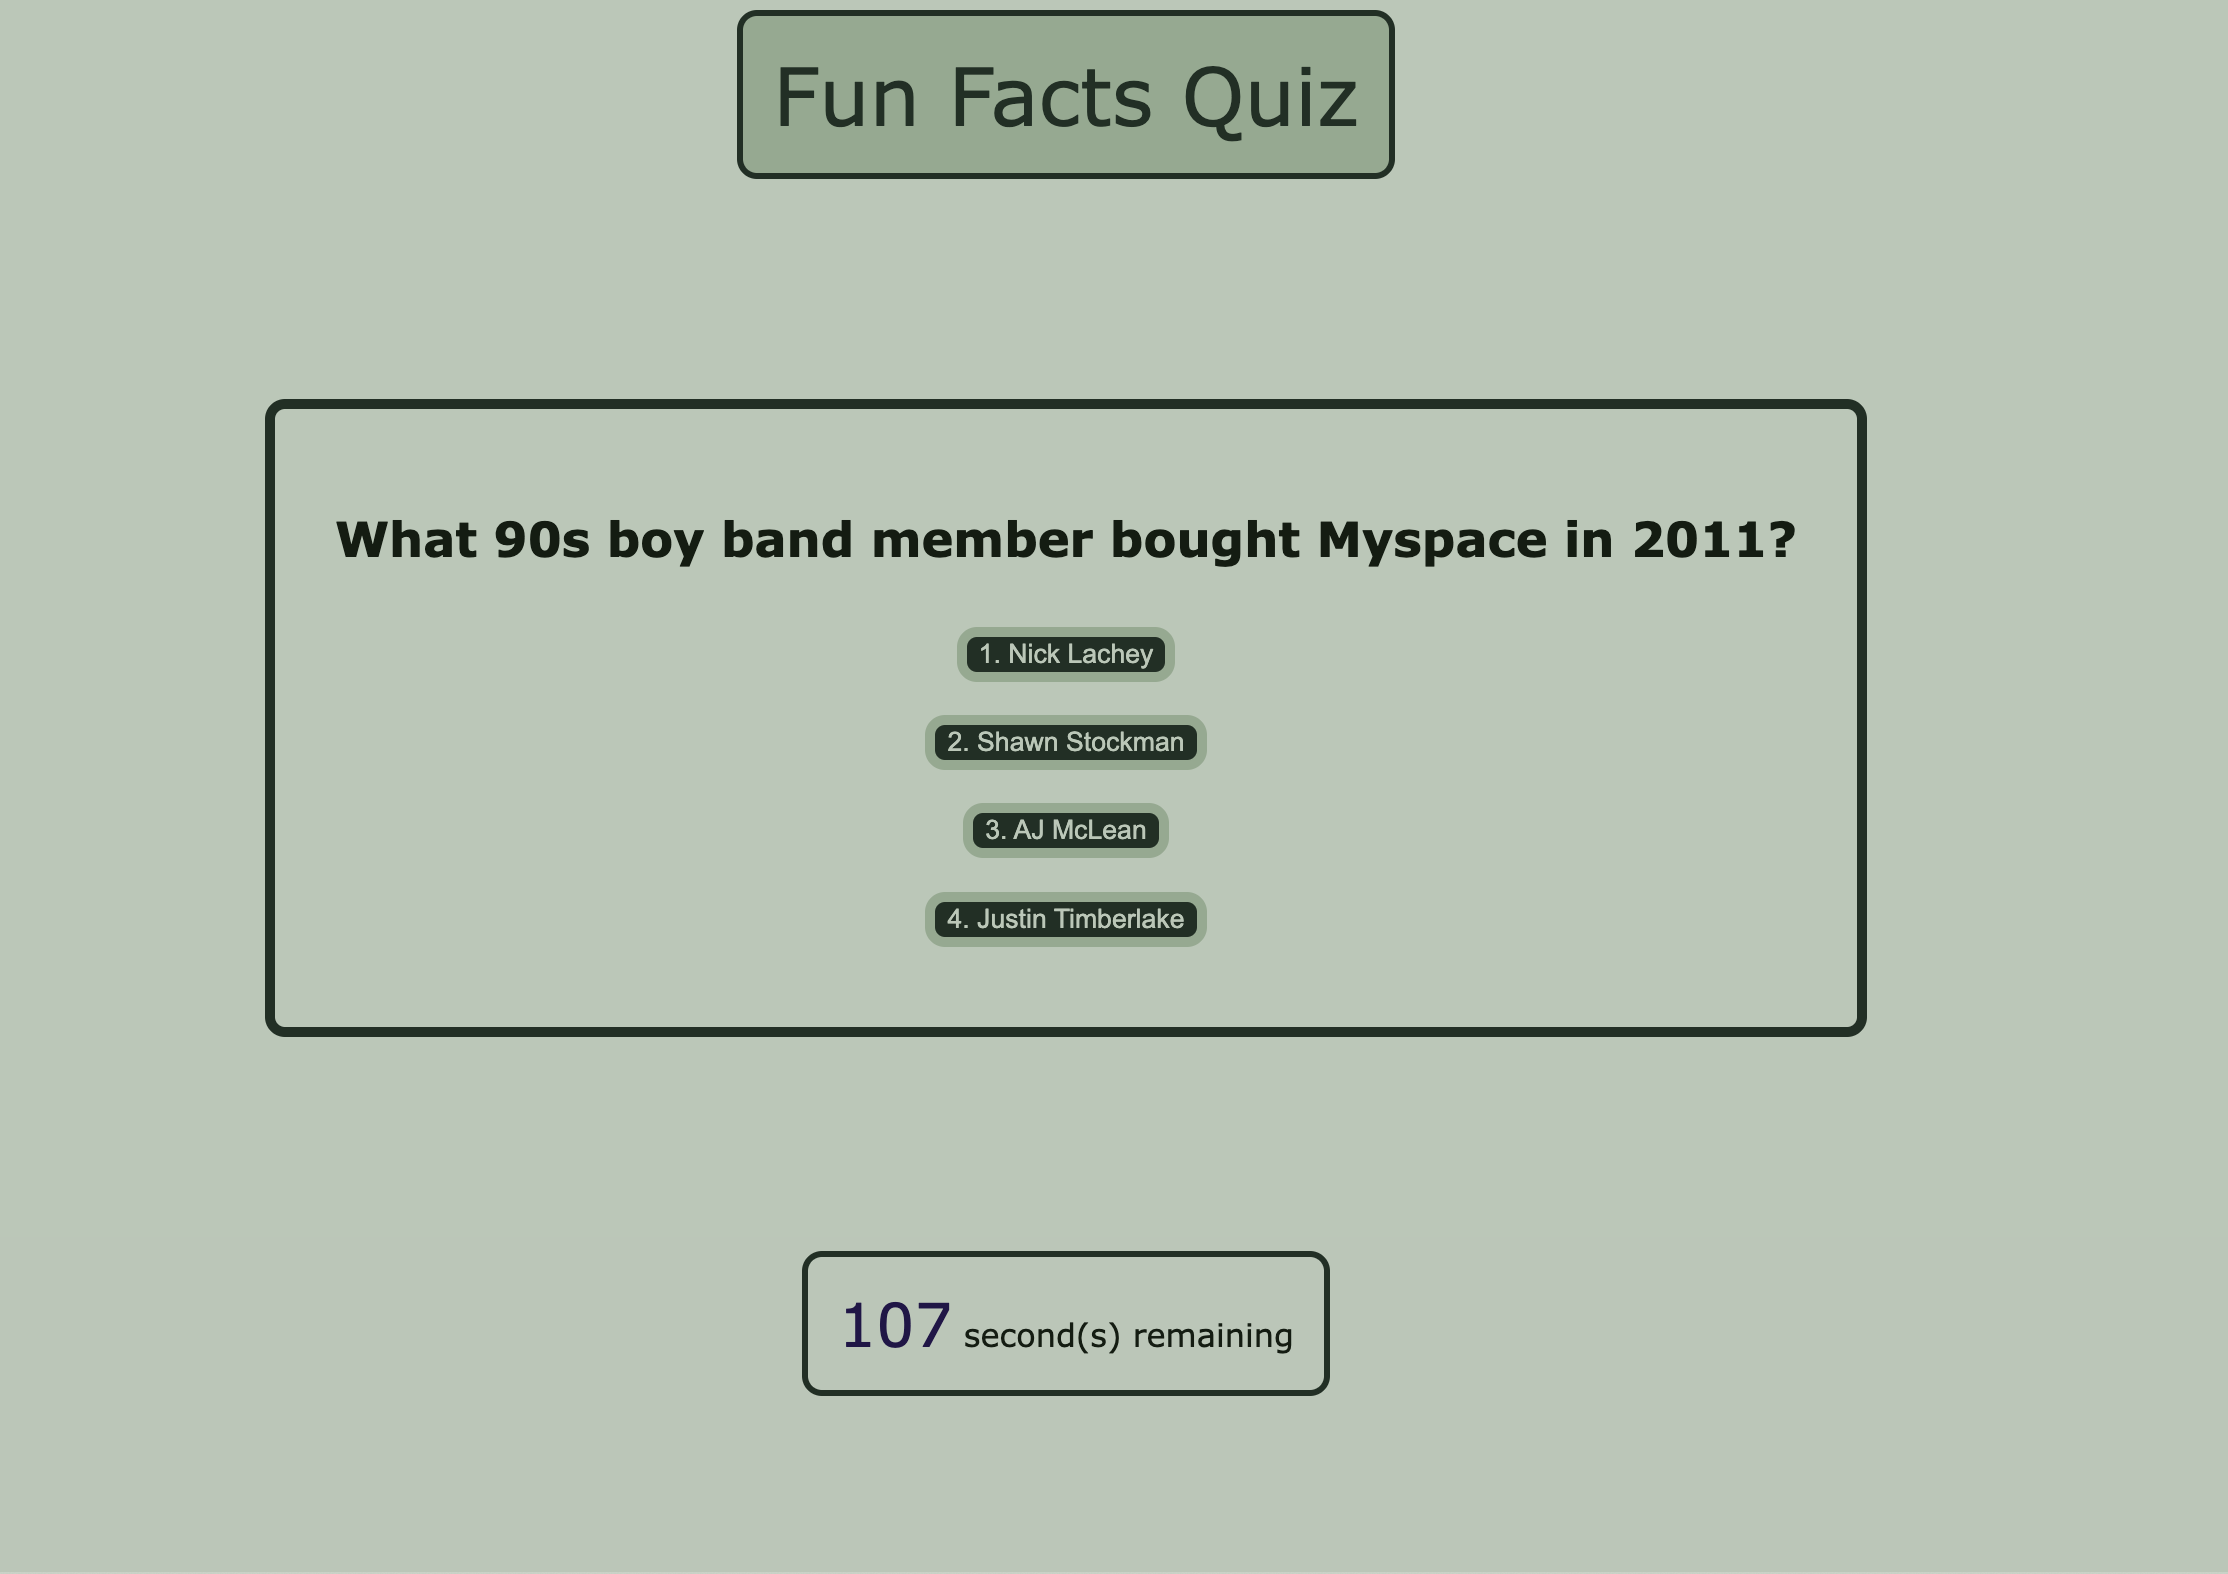 Fun Facts Quiz
What 90s boy band member bought Myspace in 2011?
1. Nick Lachey
2. Shawn Stockman
3. AJ McLean
4. Justin Timberlake
107 second(s) remaining